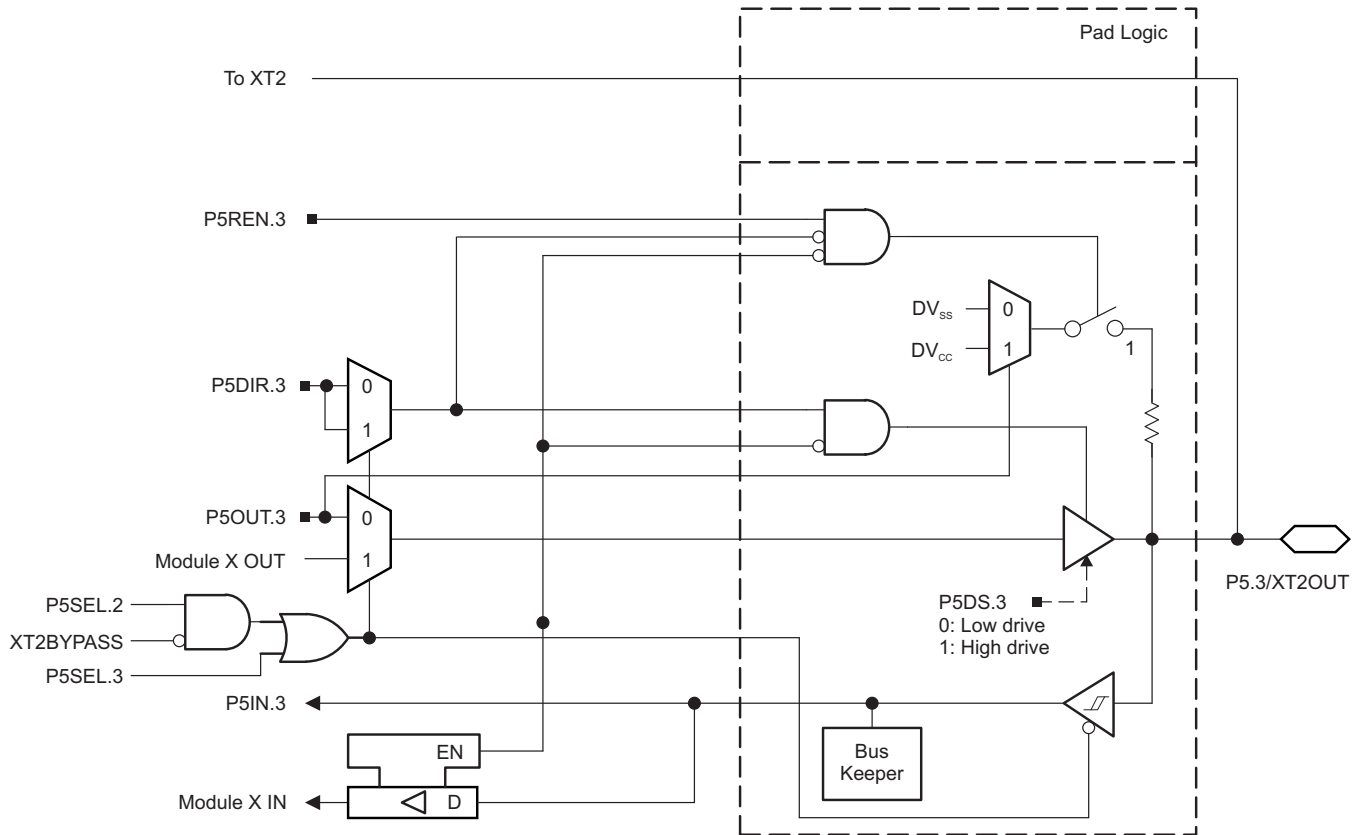 Pad Logic
To XT2
P5REN.3
DVSS
0
DVCC
1
1
P5DIR.3
0
1
P5OUT.3
0
Module X OUT
1
P5.3/XT2OUT
P5SEL.2
P5DS.3
0: Low drive
1: High drive
XT2BYPASS
P5SEL.3
P5IN.3
EN
Bus
Keeper
Module X IN
D